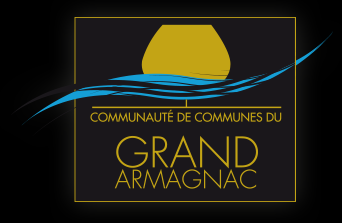 COMMUNAUTÉ DE COMMUNES DU
GRAND
ARMAGNAC